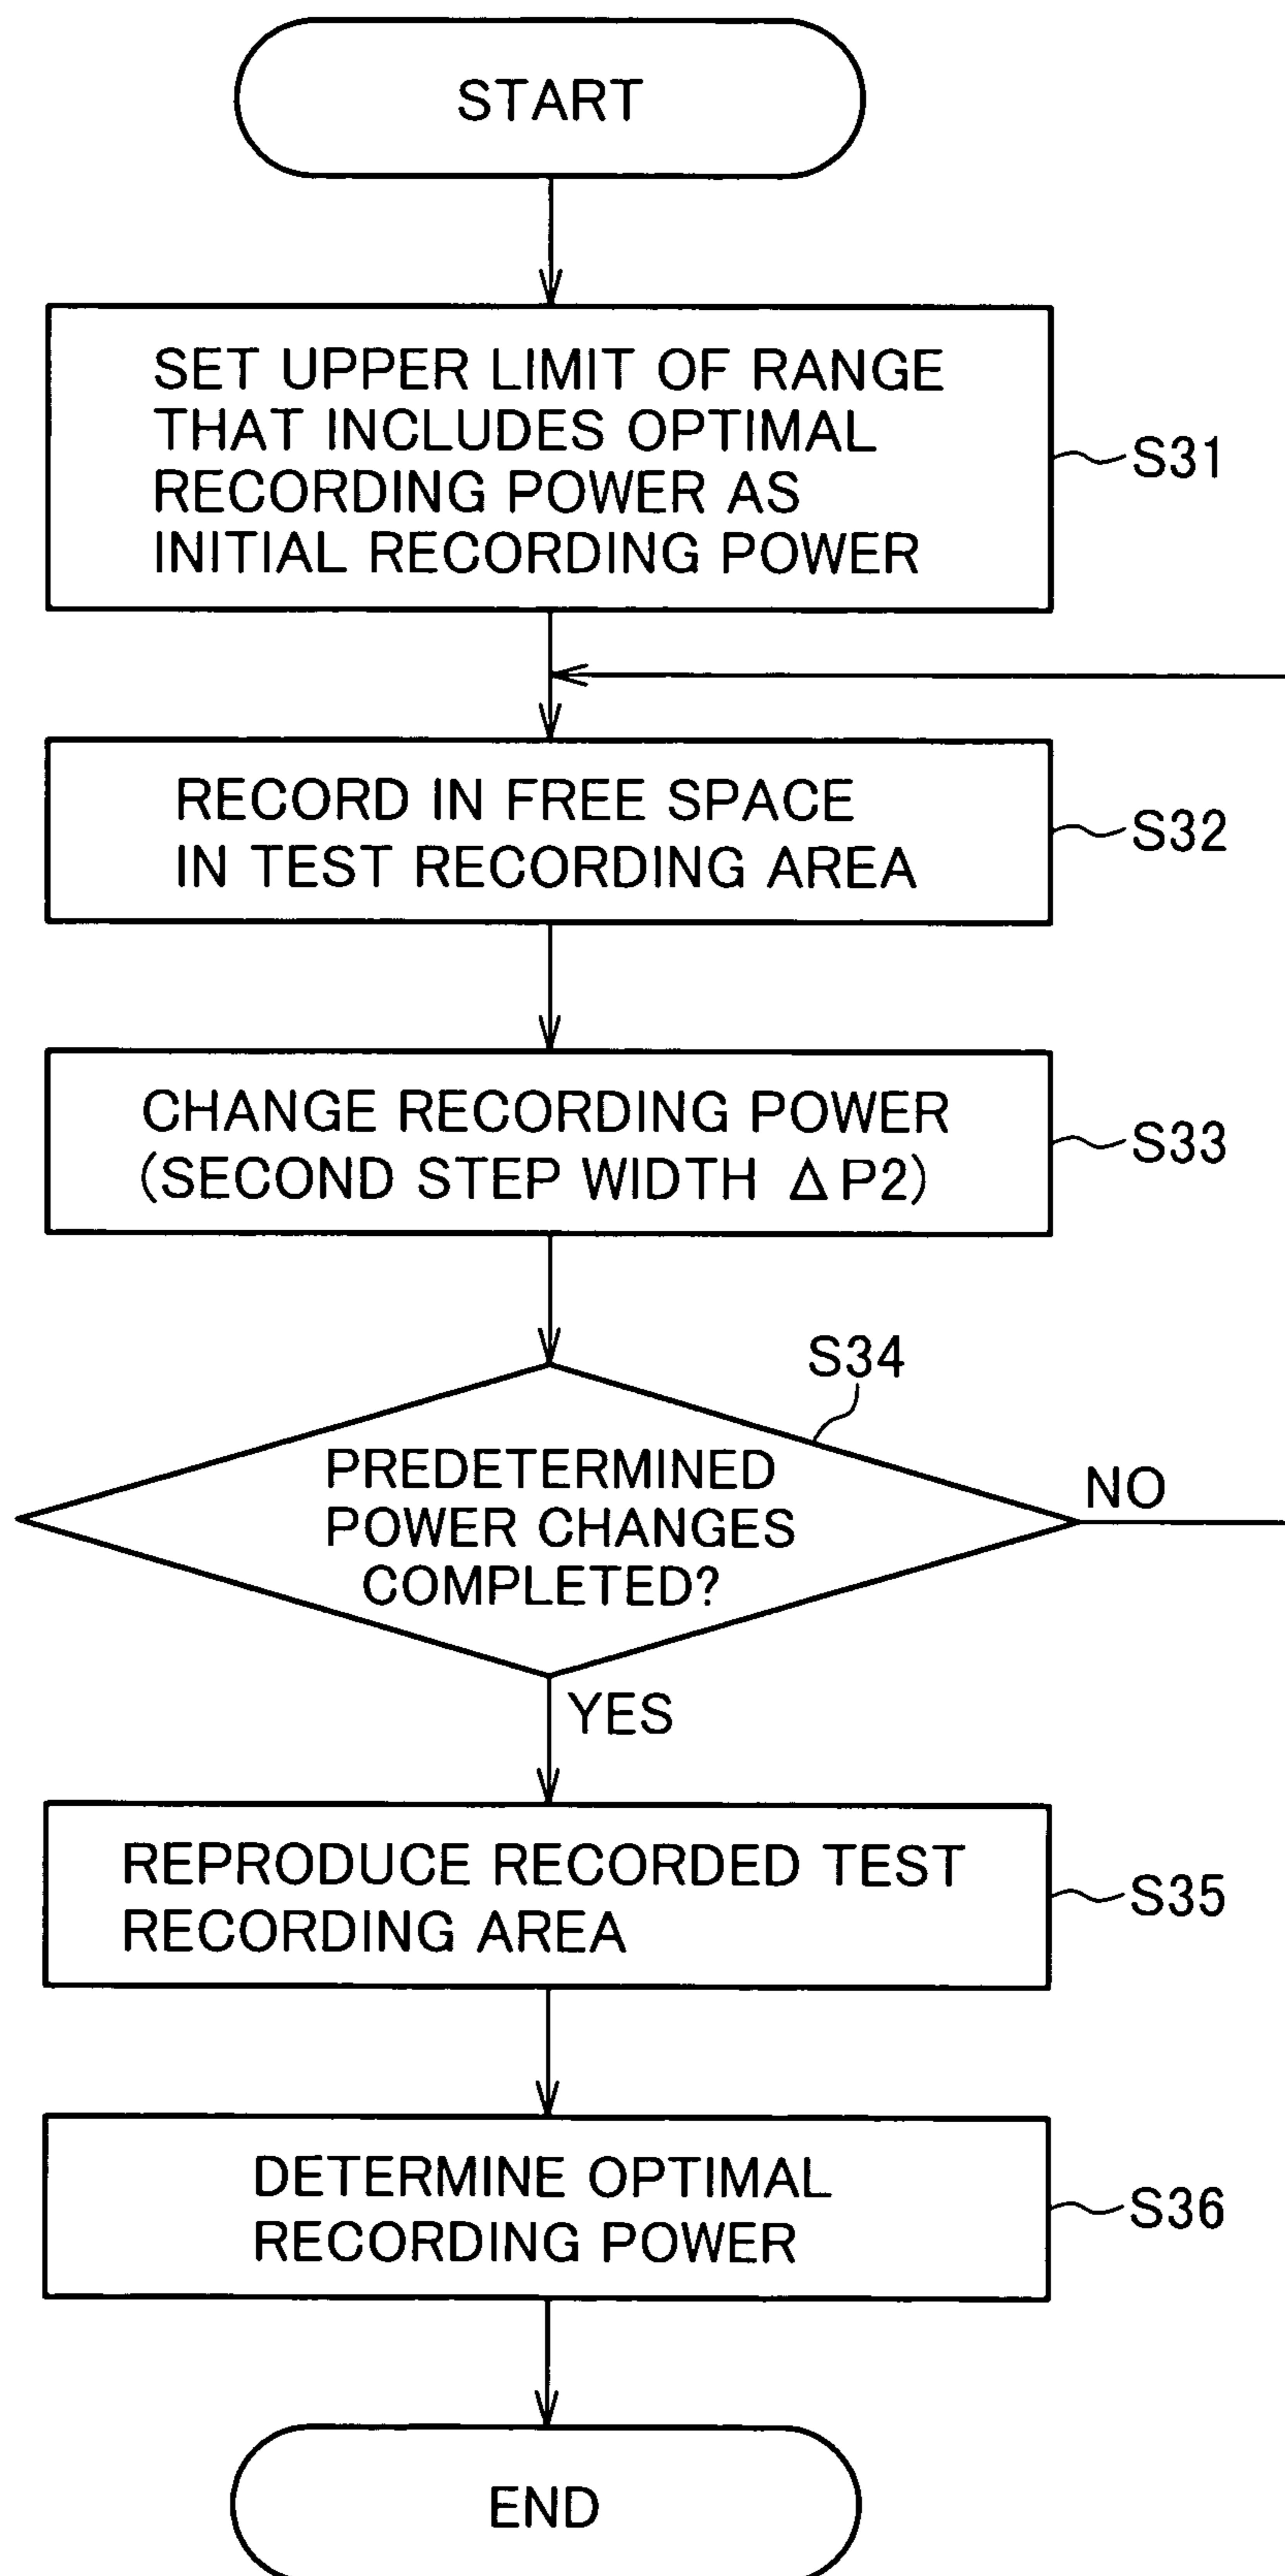 START
SET UPPER LIMIT OF RANGE
THAT INCLUDES OPTIMAL
RECORDING POWER AS
INITIAL RECORDING POWER
S31
RECORD IN FREE SPACE
IN TEST RECORDING AREA
S32
CHANGE RECORDING POWER
(SECOND STEP WIDTH ΔP2)
S33
S34
PREDETERMINED
POWER CHANGES
COMPLETED?
NO
YES
REPRODUCE RECORDED TEST
RECORDING AREA
S35
DETERMINE OPTIMAL
RECORDING POWER
S36
END